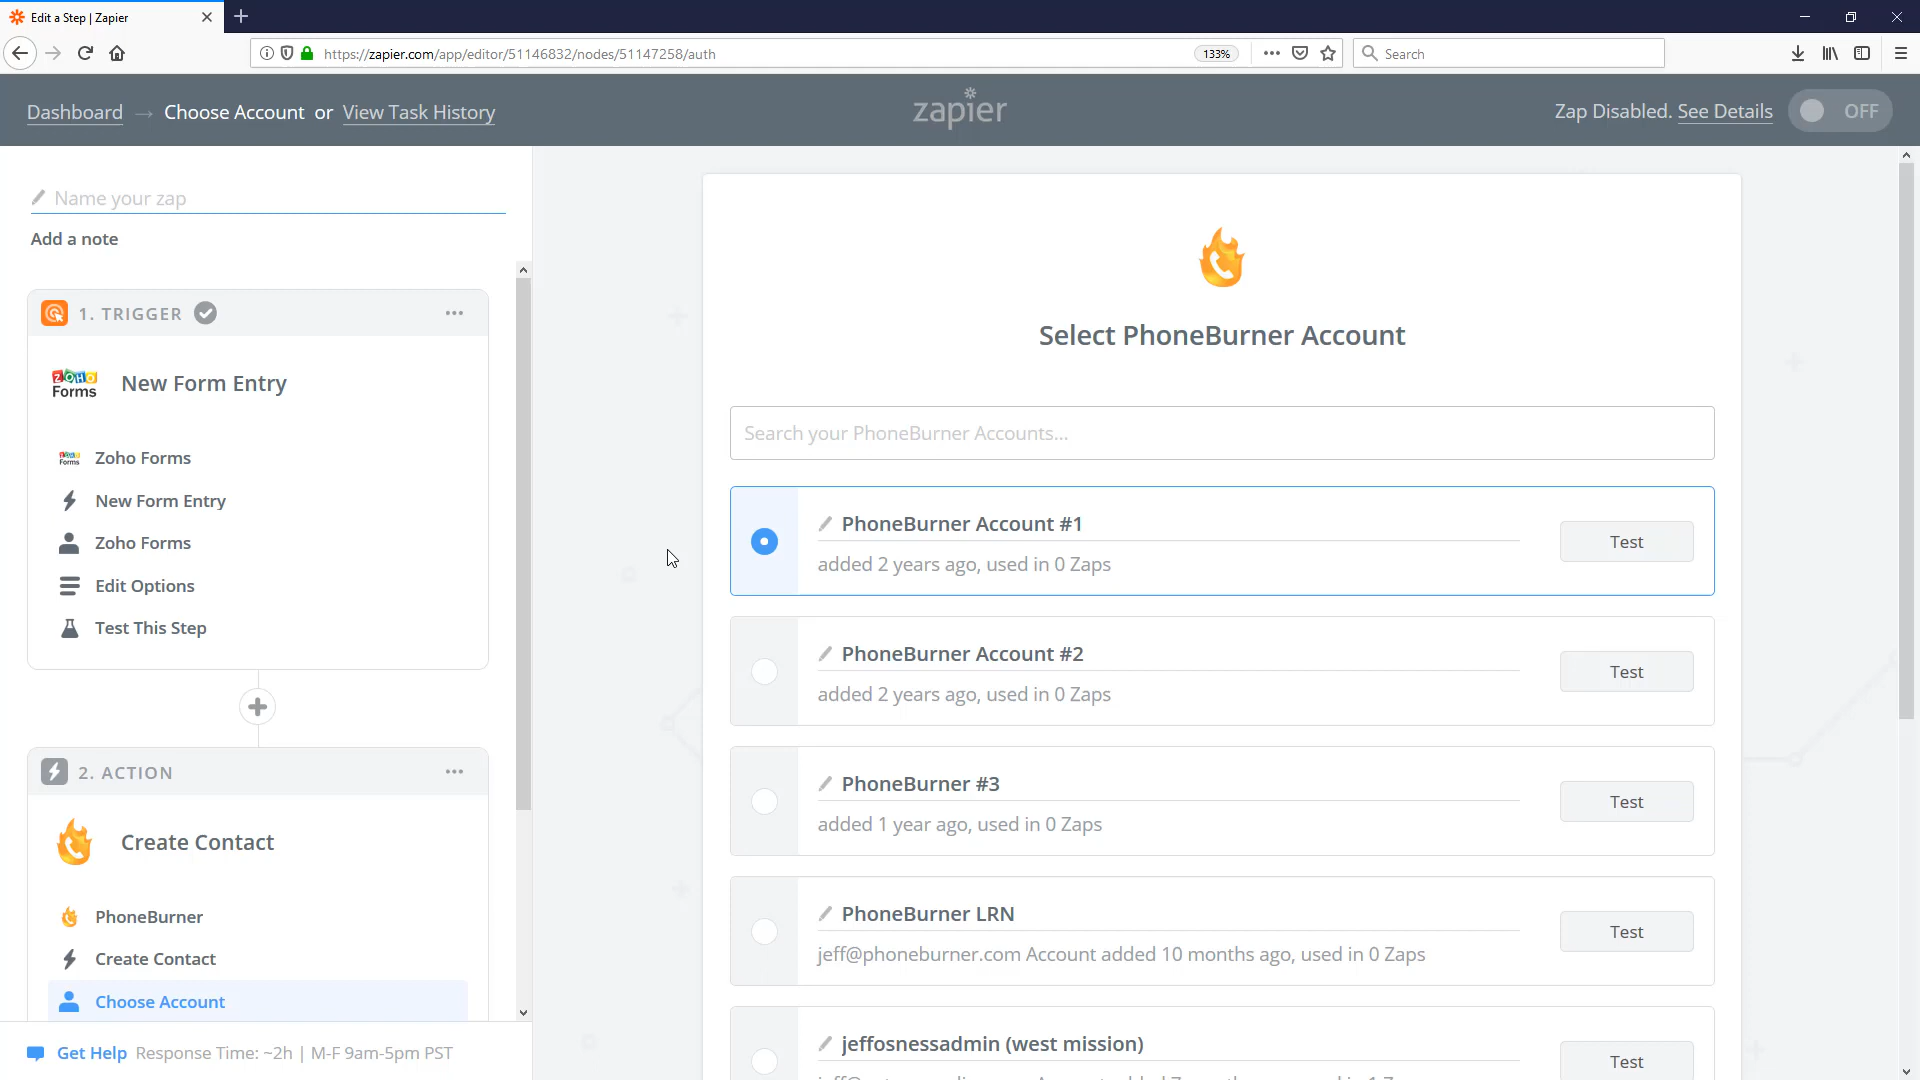 Edit a Step | Zapier
https://zapier.com/app/editor/51146832/nodes/51147258/auth
133%
Search
Dashboard → Choose Account or View Task History
zapier
Zap Disabled. See Details
OFF
Name your zap
Add a note
1. TRIGGER
ZOHO
Forms
New Form Entry
ZOHO
Forms
Zoho Forms
New Form Entry
Zoho Forms
Edit Options
Test This Step
2. ACTION
Create Contact
PhoneBurner
Create Contact
Choose Account
Get Help Response Time: ~2h | M-F 9am-5pm PST
Select PhoneBurner Account
Search your PhoneBurner Accounts...
PhoneBurner Account #1
added 2 years ago, used in 0 Zaps
Test
PhoneBurner Account #2
added 2 years ago, used in 0 Zaps
Test
PhoneBurner #3
added 1 year ago, used in 0 Zaps
Test
PhoneBurner LRN
jeff@phoneburner.com Account added 10 months ago, used in 0 Zaps
Test
jeffosnessadmin (west mission)
Test